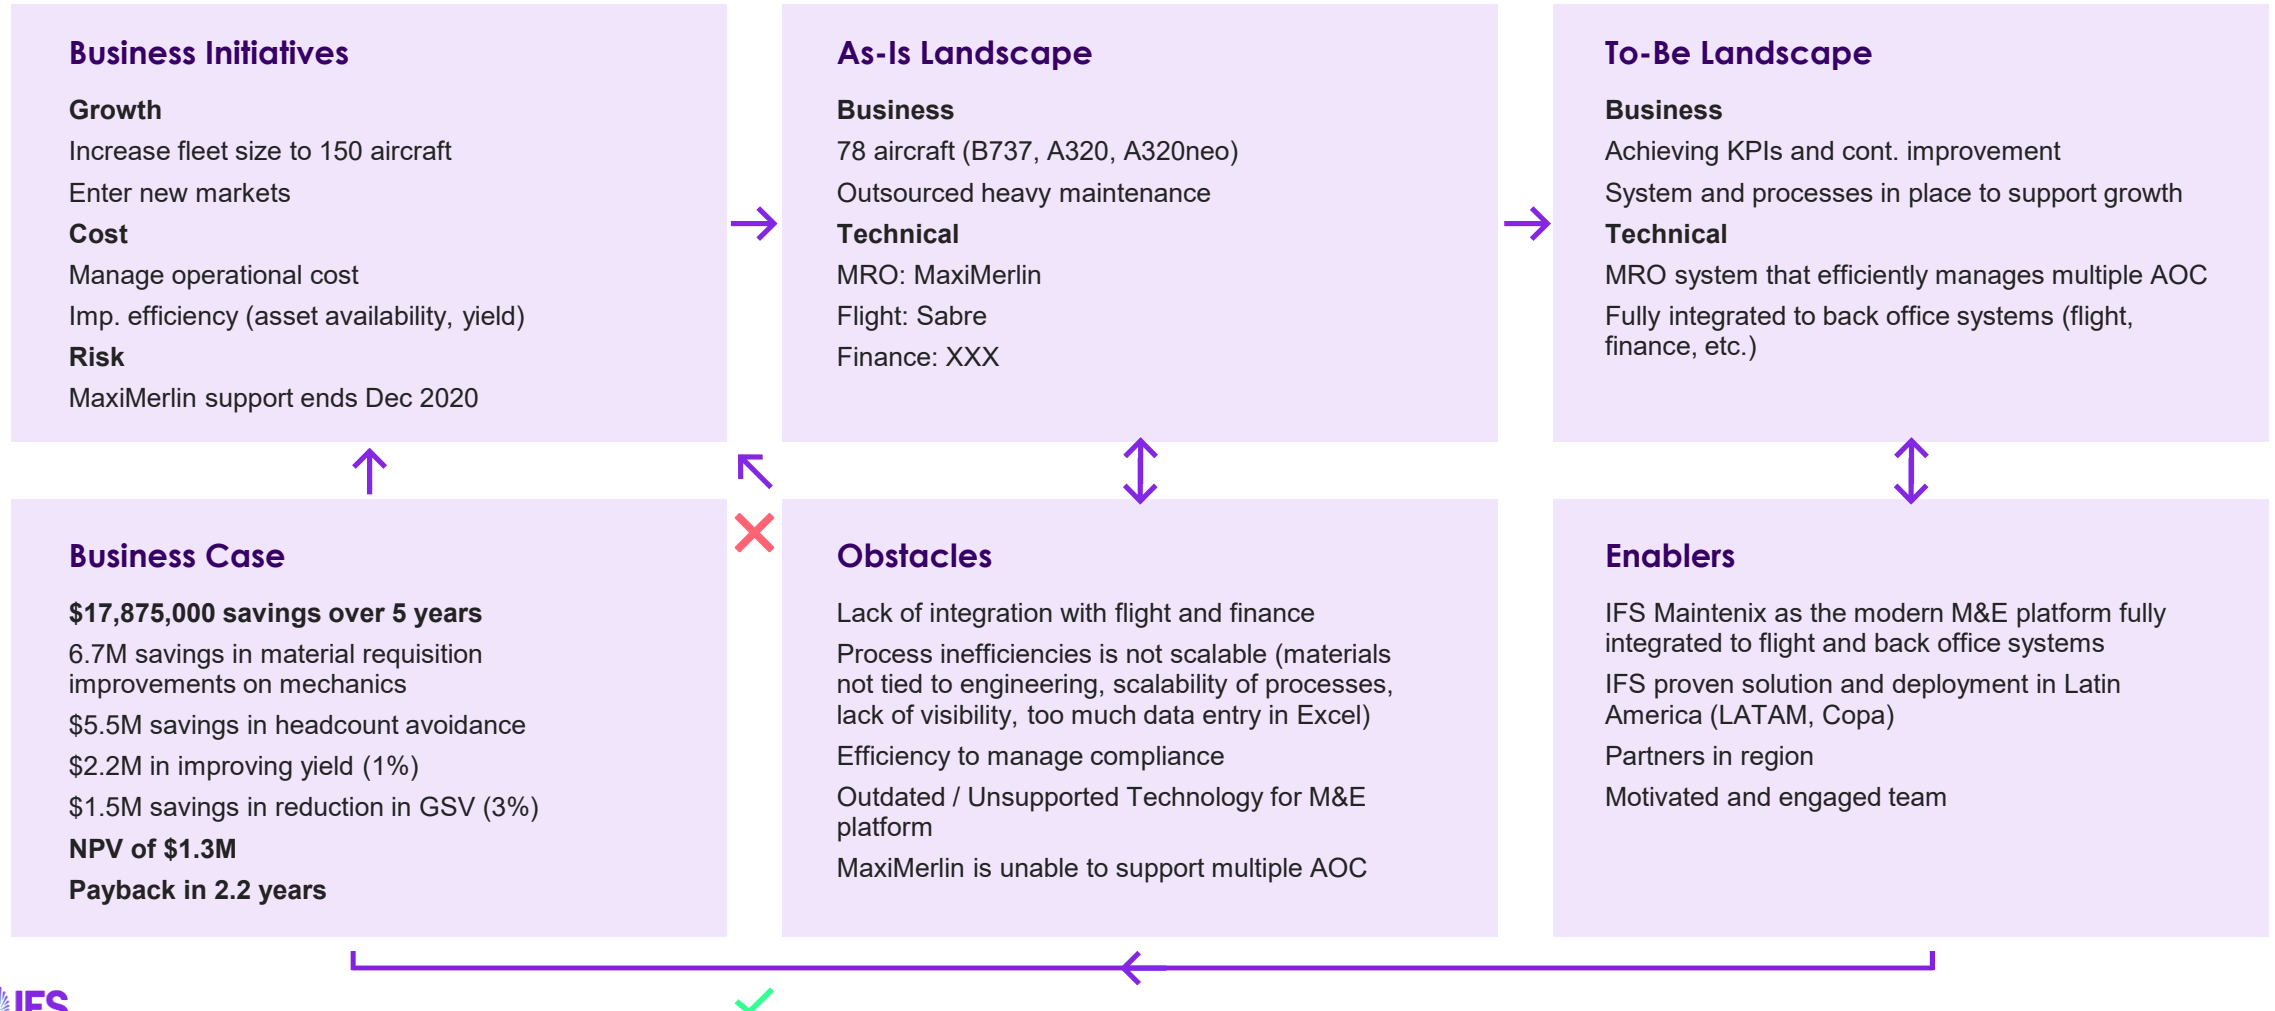 Business Initiatives
Growth
Increase fleet size to 150 aircraft
Enter new markets
Cost
Manage operational cost
Imp. efficiency (asset availability, yield)
Risk
MaxiMerlin support ends Dec 2020
As-Is Landscape
Business
78 aircraft (B737, A320, A320neo)
Outsourced heavy maintenance
Technical
MRO: MaxiMerlin
Flight: Sabre
Finance: XXX
To-Be Landscape
Business
Achieving KPIs and cont. improvement
System and processes in place to support growth
Technical
MRO system that efficiently manages multiple AOC
Fully integrated to back office systems (flight,
finance, etc.)
Business Case
$17,875,000 savings over 5 years
6.7M savings in material requisition
improvements on mechanics
$5.5M savings in headcount avoidance
$2.2M in improving yield (1%)
$1.5M savings in reduction in GSV (3%)
NPV of $1.3M
Payback in 2.2 years
Obstacles
Lack of integration with flight and finance
Process inefficiencies is not scalable (materials
not tied to engineering, scalability of processes,
lack of visibility, too much data entry in Excel)
Efficiency to manage compliance
Outdated / Unsupported Technology for M&E
platform
MaxiMerlin is unable to support multiple AOC
Enablers
IFS Maintenix as the modern M&E platform fully
integrated to flight and back office systems
IFS proven solution and deployment in Latin
America (LATAM, Copa)
Partners in region
Motivated and engaged team
IFS